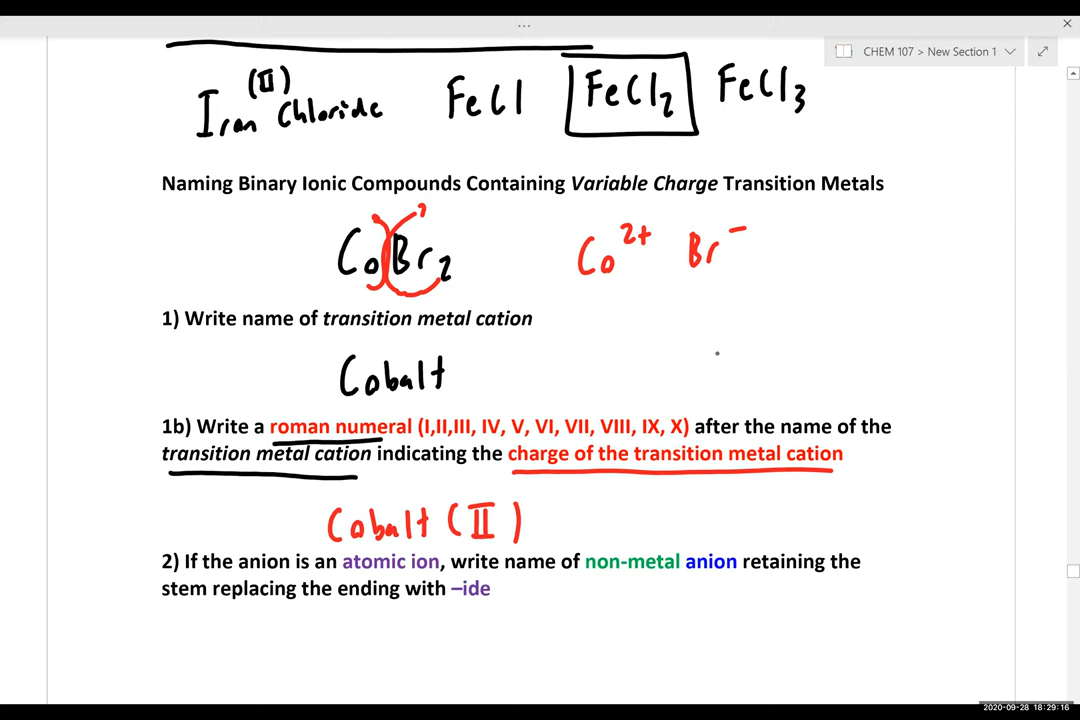 CHEM 107 > New Section 1
(II)
Iron Chloride FeCl FeCl2 FeCl3
Naming Binary Ionic Compounds Containing Variable Charge Transition Metals
CoBr2 Co2+ Br−
1) Write name of transition metal cation
Cobalt
1b) Write a roman numeral (I,II,III, IV, V, VI, VII, VIII, IX, X) after the name of the
transition metal cation indicating the charge of the transition metal cation
Cobalt (II)
2) If the anion is an atomic ion, write name of non-metal anion retaining the
stem replacing the ending with –ide
2020-09-28 18:29:16